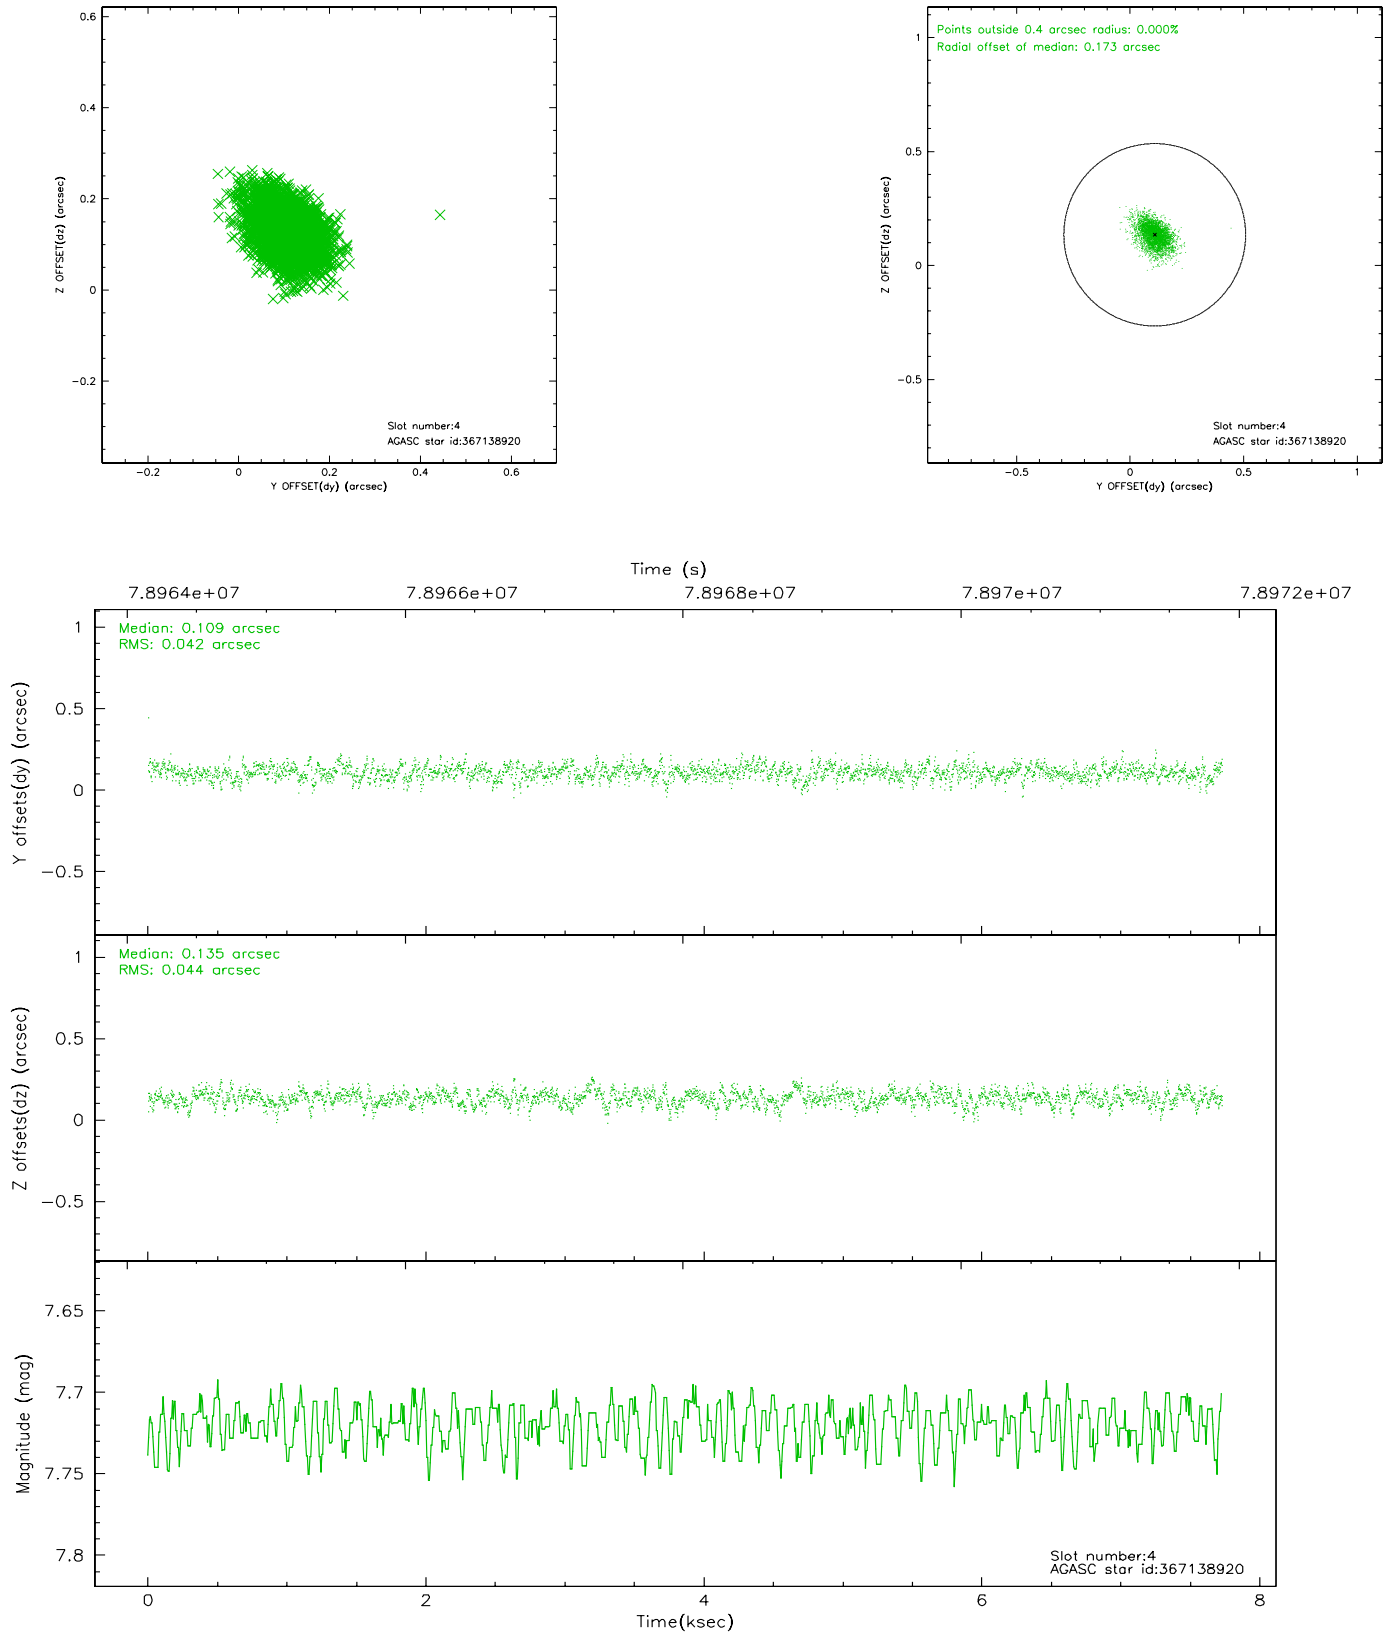 0.6
0.4
0.2
0
−0.2
Z OFFSET(dz) (arcsec)
Slot number:4
AGASC star id:367138920
−0.2 0 0.2 0.4 0.6
Y OFFSET(dy) (arcsec)
Points outside 0.4 arcsec radius: 0.000%
Radial offset of median: 0.173 arcsec
1
0.5
0
−0.5
Z OFFSET(dz) (arcsec)
Slot number:4
AGASC star id:367138920
−0.5 0 0.5 1
Y OFFSET(dy) (arcsec)
Time (s)
7.8964e+07 7.8966e+07 7.8968e+07 7.897e+07 7.8972e+07
Median: 0.109 arcsec
RMS: 0.042 arcsec
1
0.5
0
−0.5
Y offsets(dy) (arcsec)
Median: 0.135 arcsec
RMS: 0.044 arcsec
1
0.5
0
−0.5
Z offsets(dz) (arcsec)
7.65
7.7
7.75
7.8
Magnitude (mag)
Slot number:4
AGASC star id:367138920
0 2 4 6 8
Time(ksec)